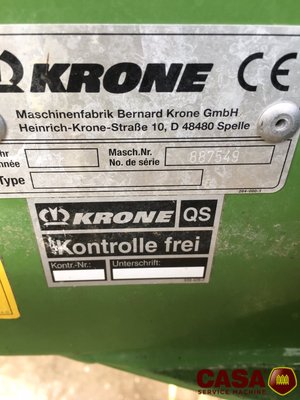 KRONE CE
Maschinenfabrik Bernard Krone GmbH
Heinrich-Krone-Straße 10, D 48480 Spelle
hr Masch.Nr. 887549
nnée No. de série
Type
KRONE QS
Kontrolle frei
Kontr.-Nr.: Unterschrift:
CASA
SERVICE MACHINE